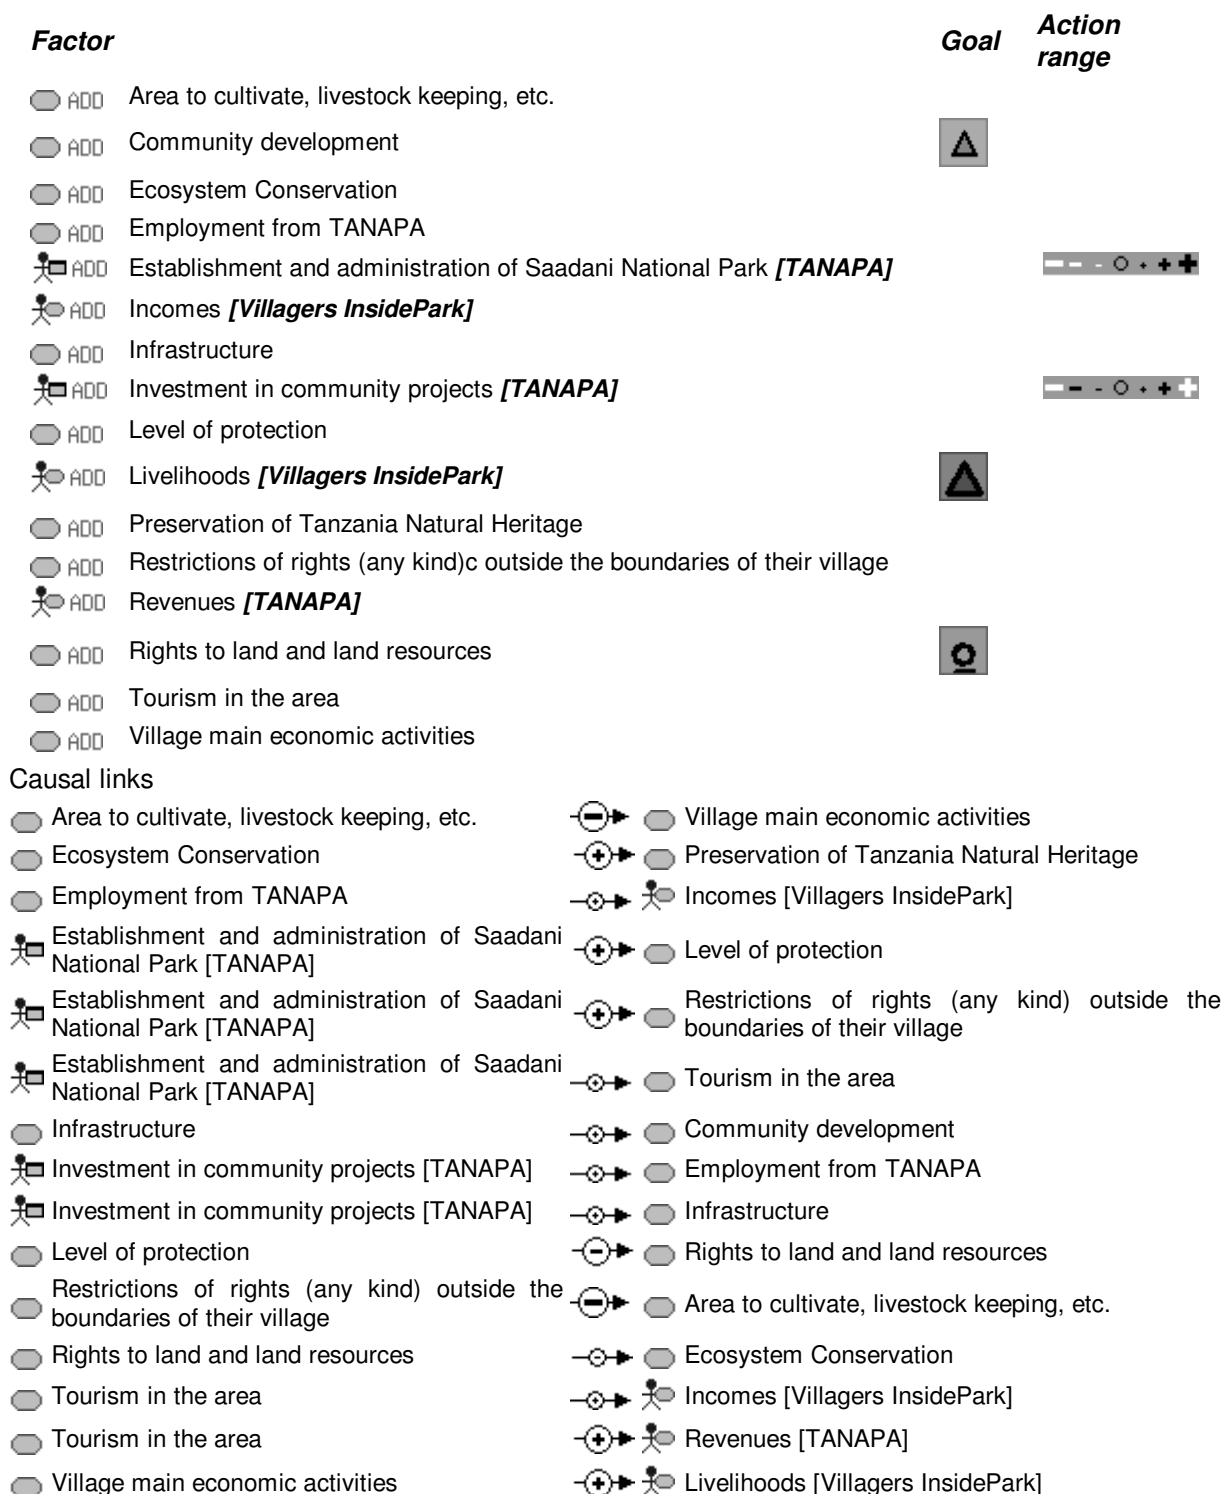 Factor Goal Action range
ADD Area to cultivate, livestock keeping, etc.
ADD Community development
ADD Ecosystem Conservation
ADD Employment from TANAPA
ADD Establishment and administration of Saadani National Park [TANAPA]
ADD Incomes [Villagers InsidePark]
ADD Infrastructure
ADD Investment in community projects [TANAPA]
ADD Level of protection
ADD Livelihoods [Villagers InsidePark]
ADD Preservation of Tanzania Natural Heritage
ADD Restrictions of rights (any kind)c outside the boundaries of their village
ADD Revenues [TANAPA]
ADD Rights to land and land resources
ADD Tourism in the area
ADD Village main economic activities
Causal links
Area to cultivate, livestock keeping, etc. Village main economic activities
Ecosystem Conservation Preservation of Tanzania Natural Heritage
Employment from TANAPA Incomes [Villagers InsidePark]
Establishment and administration of Saadani
National Park [TANAPA] Level of protection
Establishment and administration of Saadani
National Park [TANAPA] Restrictions of rights (any kind) outside the
boundaries of their village
Establishment and administration of Saadani
National Park [TANAPA] Tourism in the area
Infrastructure Community development
Investment in community projects [TANAPA] Employment from TANAPA
Investment in community projects [TANAPA] Infrastructure
Level of protection Rights to land and land resources
Restrictions of rights (any kind) outside the
boundaries of their village Area to cultivate, livestock keeping, etc.
Rights to land and land resources Ecosystem Conservation
Tourism in the area Incomes [Villagers InsidePark]
Tourism in the area Revenues [TANAPA]
Village main economic activities Livelihoods [Villagers InsidePark]